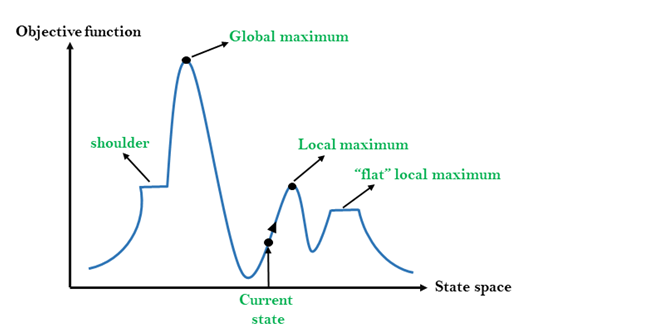 Objective function
Global maximum
shoulder
Local maximum
“flat” local maximum
State space
Current
state